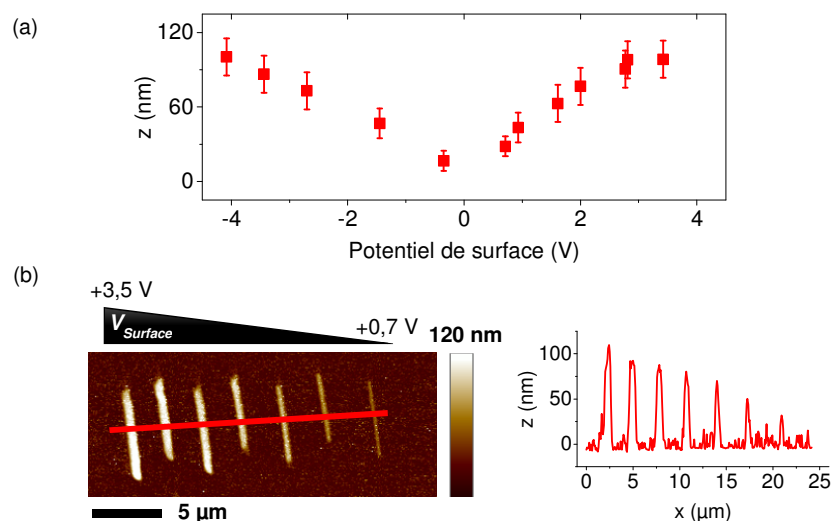 (a)
120
60
0
z (nm)
-4
-2
0
2
4
Potentiel de surface (V)
(b)
+3,5 V
V Surface
+0,7 V
120 nm
5 µm
100
50
0
z (nm)
0
5
10
15
20
25
x (µm)